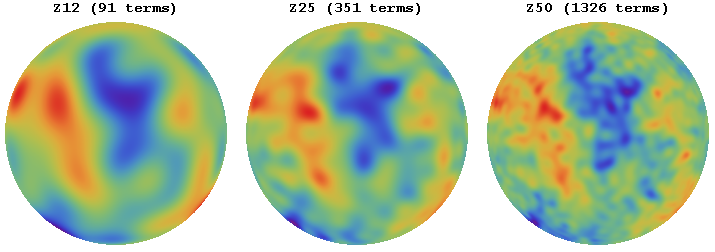 Z12 (91 terms)
Z25 (351 terms)
Z50 (1326 terms)